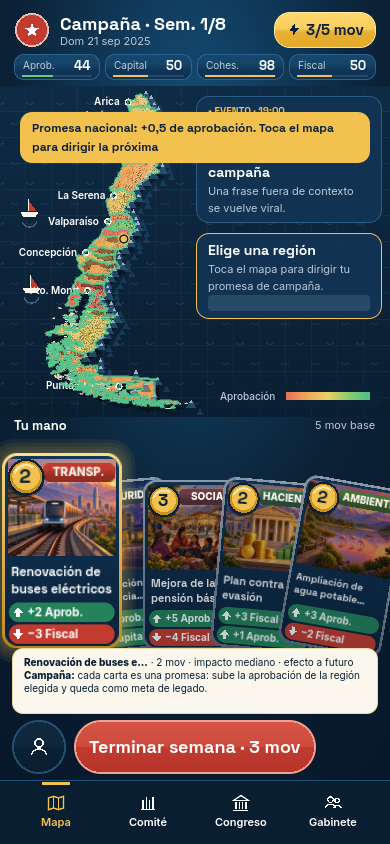 Campaña · Sem. 1/8
Dom 21 sep 2025
3/5 mov
Aprob. 44
Capital 50
Cohes. 98
Fiscal 50
Arica
EVENTO · 19:00
Promesa nacional: +0,5 de aprobación. Toca el mapa
para dirigir la próxima
campaña
Una frase fuera de contexto
se vuelve viral.
La Serena
Valparaíso
Concepción
Elige una región
Toca el mapa para dirigir tu
promesa de campaña.
Pto. Montt
Punta
Aprobación
Tu mano
5 mov base
2 TRANSP.
Renovación de
buses eléctricos
+2 Aprob.
−3 Fiscal
3
Mejora de la
pensión bás
+5 Aprob.
−4 Fiscal
2 HACIEN
Plan contra
evasión
+3 Fiscal
+1 Aprob.
2 AMBIENT
Ampliación de
agua potable...
+3 Aprob.
−2 Fiscal
Renovación de buses e... · 2 mov · impacto mediano · efecto a futuro
Campaña: cada carta es una promesa: sube la aprobación de la región
elegida y queda como meta de legado.
Terminar semana · 3 mov
Mapa
Comité
Congreso
Gabinete